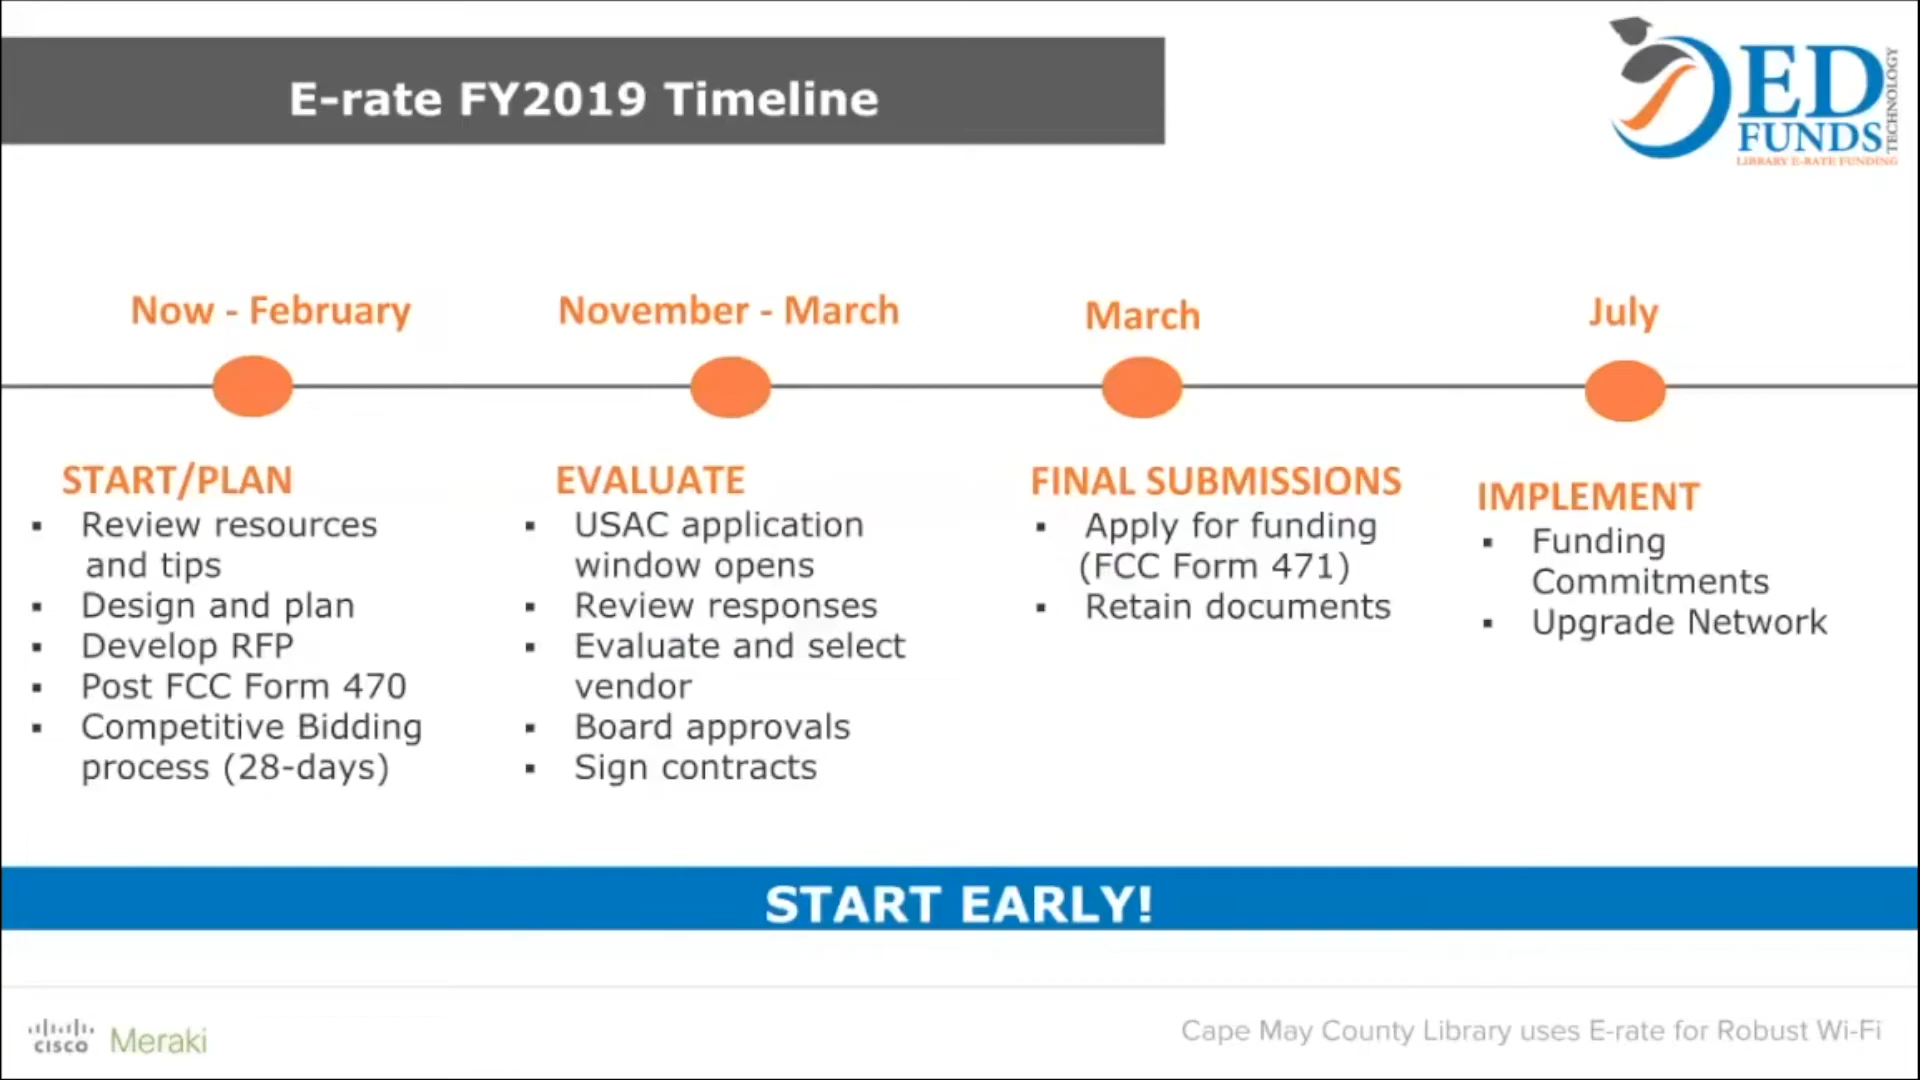 E-rate FY2019 Timeline
ED
FUNDS
TECHNOLOGY
LIBRARY E-RATE FUNDING
Now - February
November - March
March
July
START/PLAN
▪ Review resources
and tips
▪ Design and plan
▪ Develop RFP
▪ Post FCC Form 470
▪ Competitive Bidding
process (28-days)
EVALUATE
▪ USAC application
window opens
▪ Review responses
▪ Evaluate and select
vendor
▪ Board approvals
▪ Sign contracts
FINAL SUBMISSIONS
▪ Apply for funding
(FCC Form 471)
▪ Retain documents
IMPLEMENT
▪ Funding
Commitments
▪ Upgrade Network
START EARLY!
cisco Meraki
Cape May County Library uses E-rate for Robust Wi-Fi